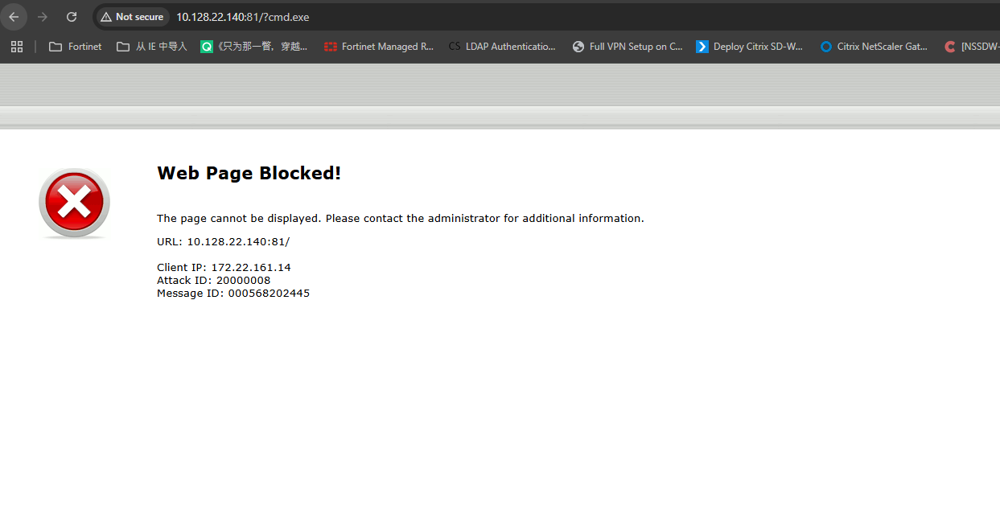 Not secure 10.128.22.140:81/?cmd.exe
Fortinet 从 IE 中导入 《只为那一瞥，穿越... Fortinet Managed R... CS LDAP Authenticatio... Full VPN Setup on C... Deploy Citrix SD-W... Citrix NetScaler Gat... [NSSDW-
Web Page Blocked!
The page cannot be displayed. Please contact the administrator for additional information.
URL: 10.128.22.140:81/
Client IP: 172.22.161.14
Attack ID: 20000008
Message ID: 000568202445